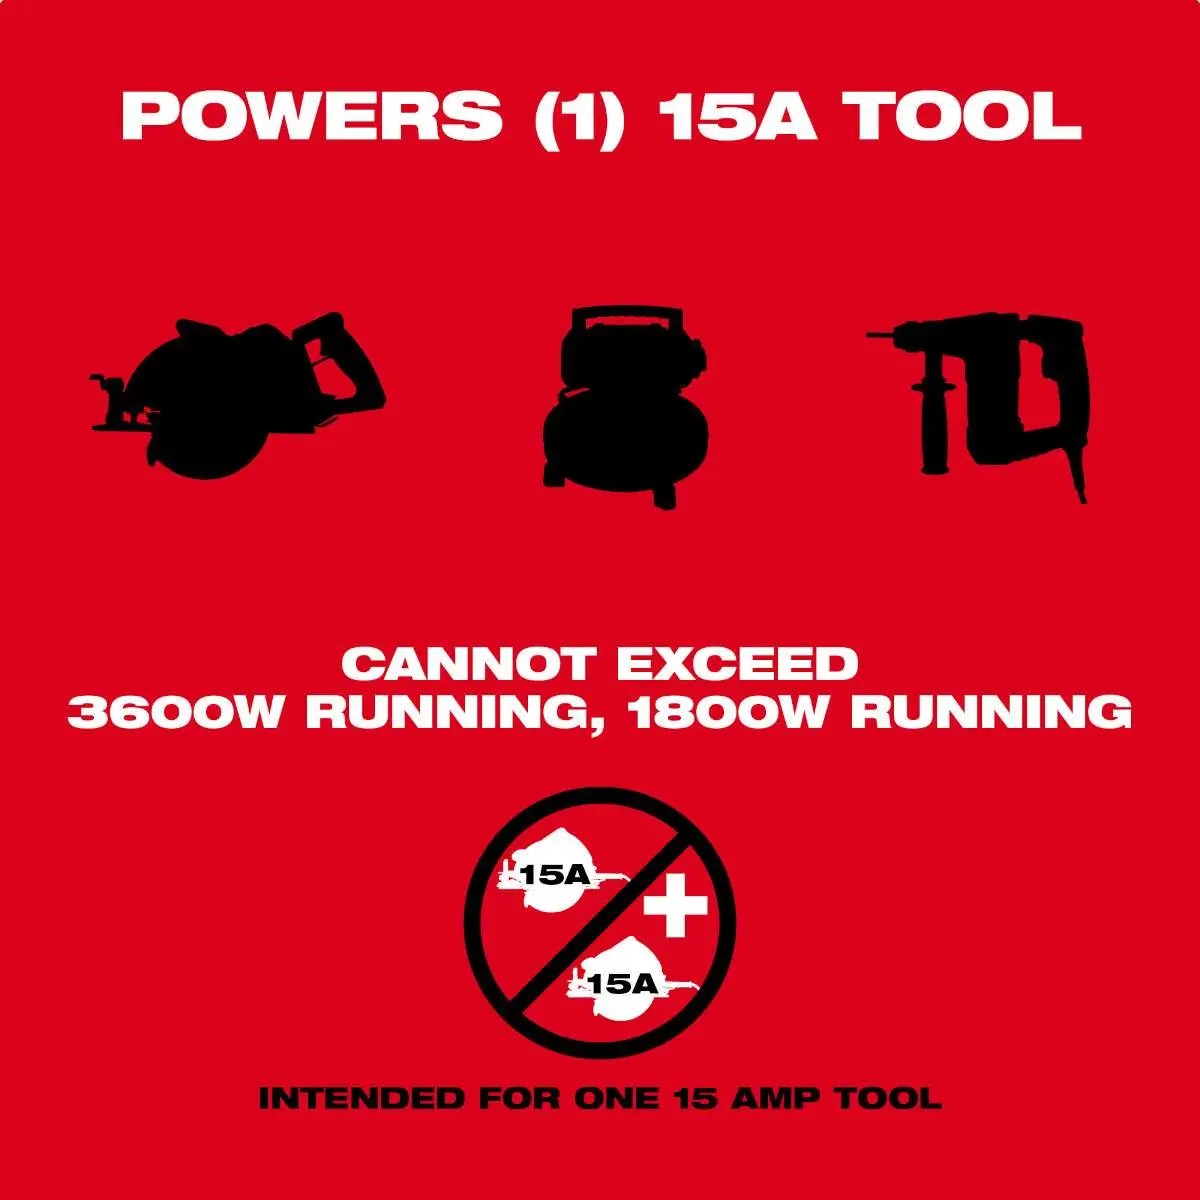 POWERS (1) 15A TOOL
CANNOT EXCEED
3600W RUNNING, 1800W RUNNING
15A
15A
INTENDED FOR ONE 15 AMP TOOL